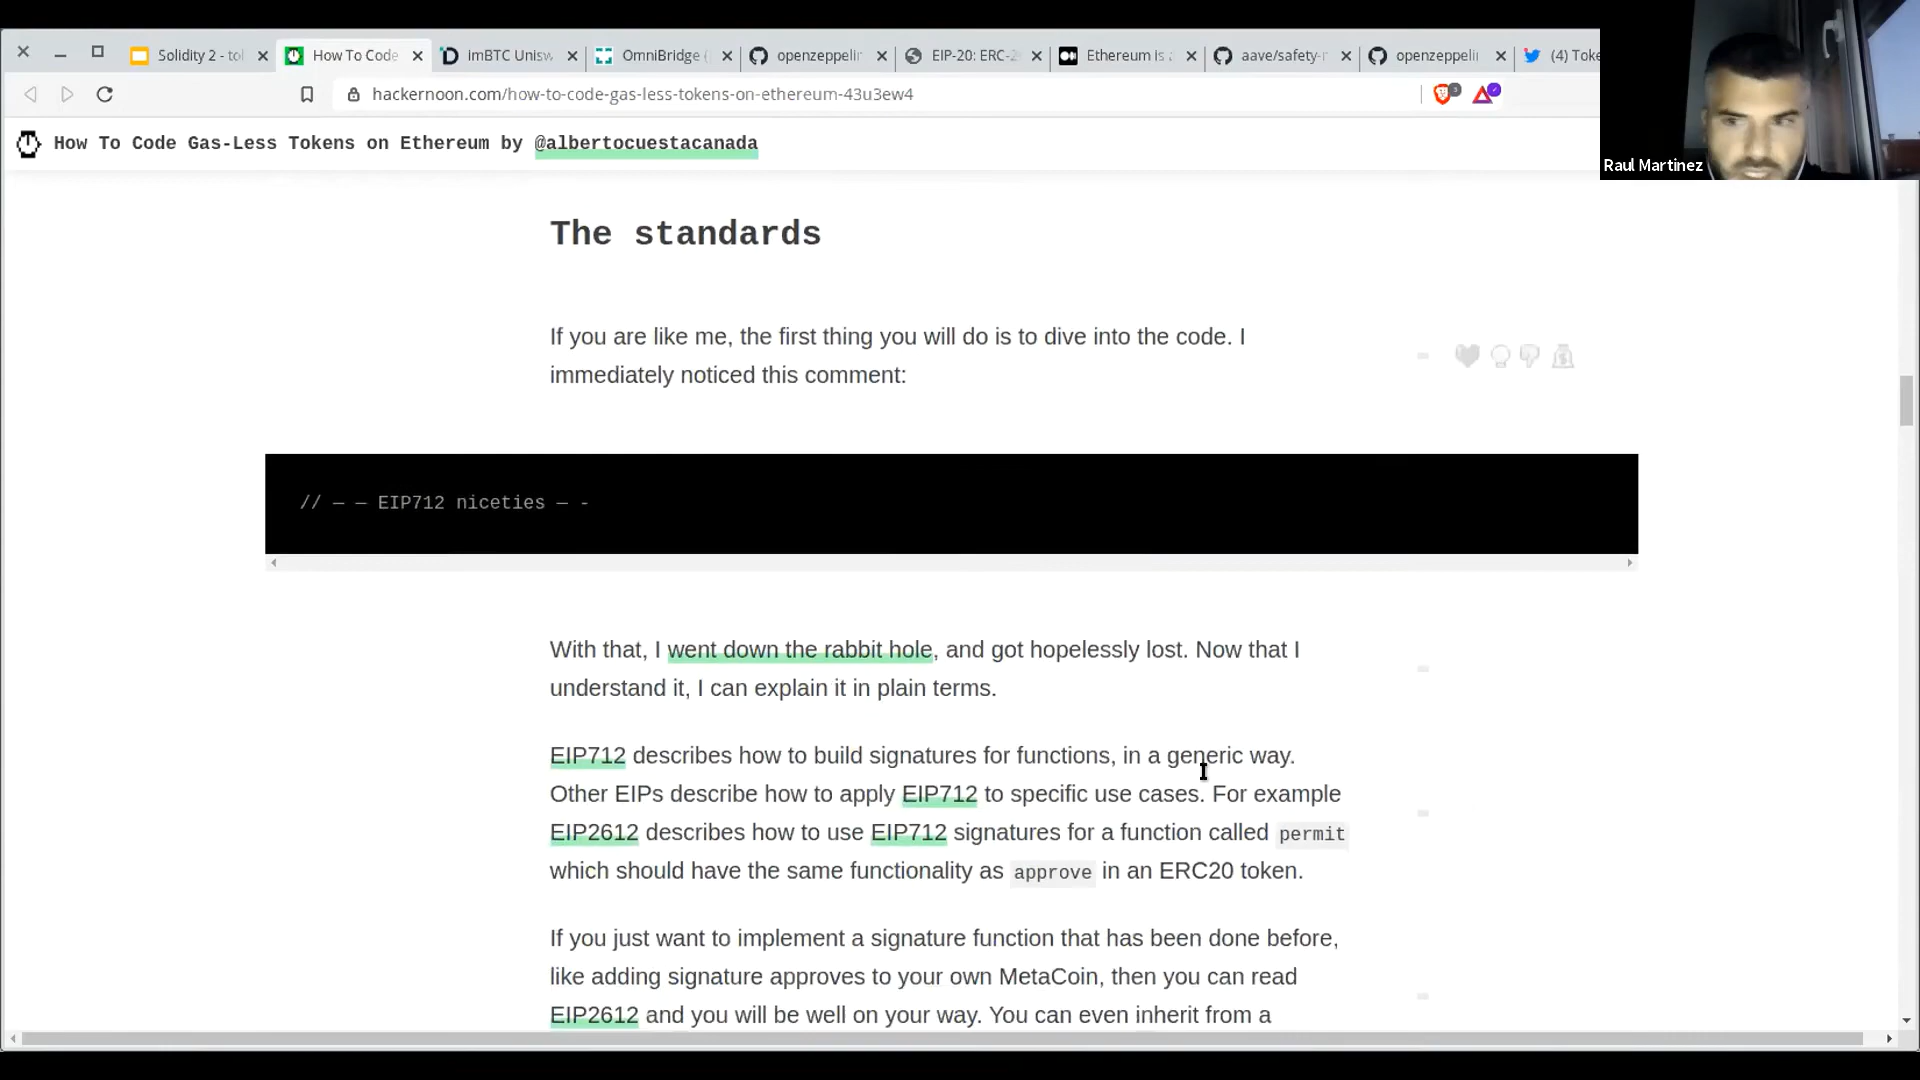 Solidity 2 - tol
How To Code
imBTC Unisw
OmniBridge (
openzeppelin
EIP-20: ERC-2
Ethereum is a
aave/safety-m
openzeppelin
(4) Toke
hackernoon.com/how-to-code-gas-less-tokens-on-ethereum-43u3ew4
3
How To Code Gas-Less Tokens on Ethereum by @albertocuestacanada
Raul Martinez
The standards
If you are like me, the first thing you will do is to dive into the code. I
immediately noticed this comment:
// — — EIP712 niceties — -
With that, I went down the rabbit hole, and got hopelessly lost. Now that I
understand it, I can explain it in plain terms.
EIP712 describes how to build signatures for functions, in a generic way.
Other EIPs describe how to apply EIP712 to specific use cases. For example
EIP2612 describes how to use EIP712 signatures for a function called permit
which should have the same functionality as approve in an ERC20 token.
If you just want to implement a signature function that has been done before,
like adding signature approves to your own MetaCoin, then you can read
EIP2612 and you will be well on your way. You can even inherit from a